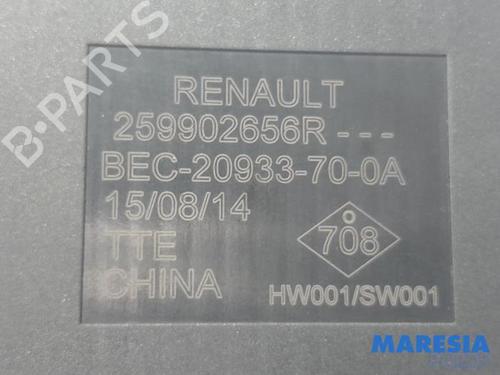 B-PARTS
RENAULT
259902656R - - -
BEC-20933-70-0A
15/08/14
TTE
708
CHINA
HW001/SW001
MARESIA